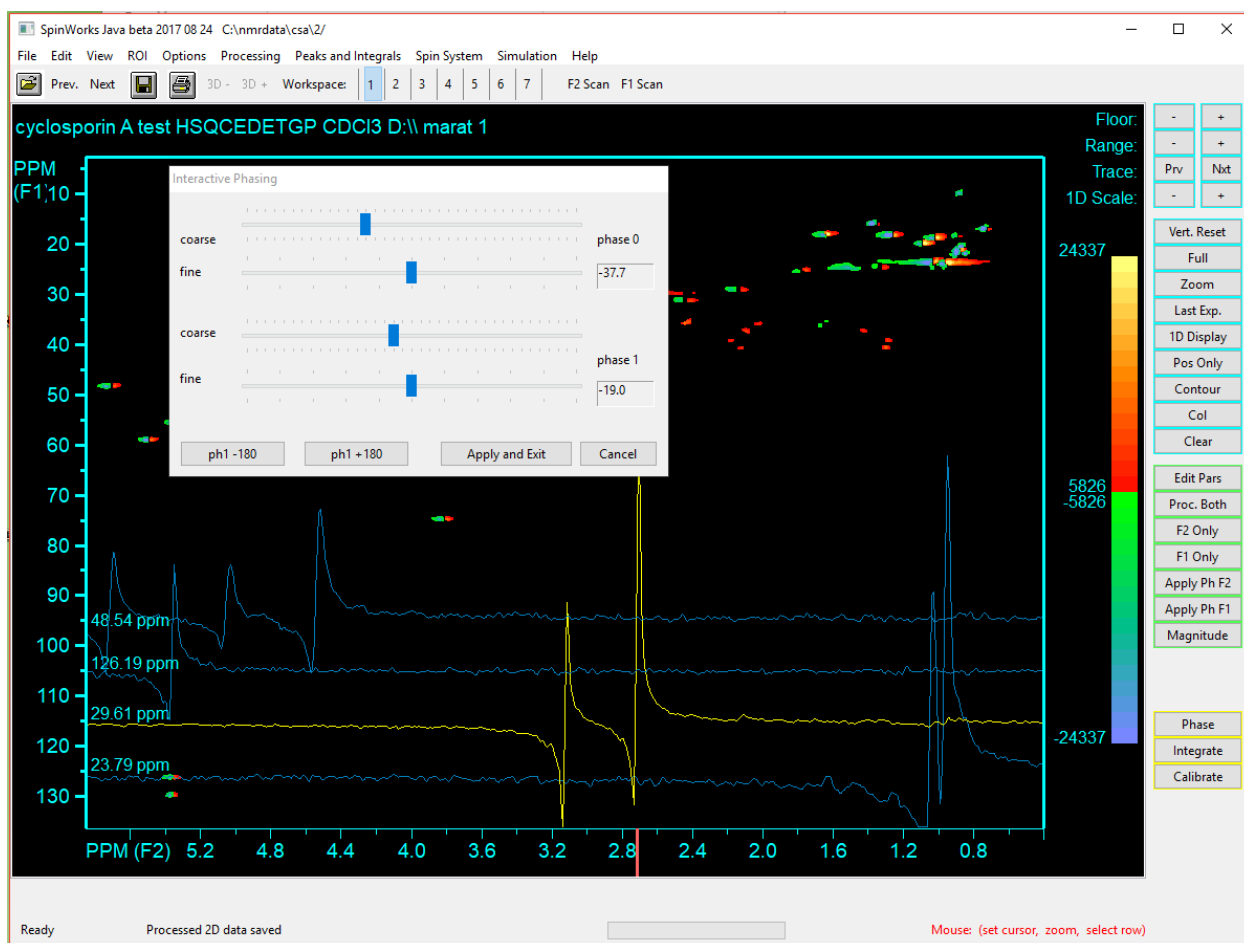 SpinWorks Java beta 2017 08 24 C:\nmrdata\csa\2/
File Edit View ROI Options Processing Peaks and Integrals Spin System Simulation Help
Prev. Next 3D - 3D + Workspace: 1 2 3 4 5 6 7 F2 Scan F1 Scan
cyclosporin A test HSQCEDETGP CDCl3 D:\\ marat 1
Floor: - +
Range: - +
Trace: Prv Nxt
1D Scale: - +
PPM
(F1)
10
20
30
40
50
60
70
80
90
100
110
120
130
Interactive Phasing
coarse
phase 0
fine
-37.7
coarse
phase 1
fine
-19.0
ph1 -180 ph1 +180 Apply and Exit Cancel
48.54 ppm
126.19 ppm
29.61 ppm
23.79 ppm
PPM (F2) 5.2 4.8 4.4 4.0 3.6 3.2 2.8 2.4 2.0 1.6 1.2 0.8
24337
5826
-5826
-24337
Vert. Reset
Full
Zoom
Last Exp.
1D Display
Pos Only
Contour
Col
Clear
Edit Pars
Proc. Both
F2 Only
F1 Only
Apply Ph F2
Apply Ph F1
Magnitude
Phase
Integrate
Calibrate
Ready Processed 2D data saved Mouse: (set cursor, zoom, select row)